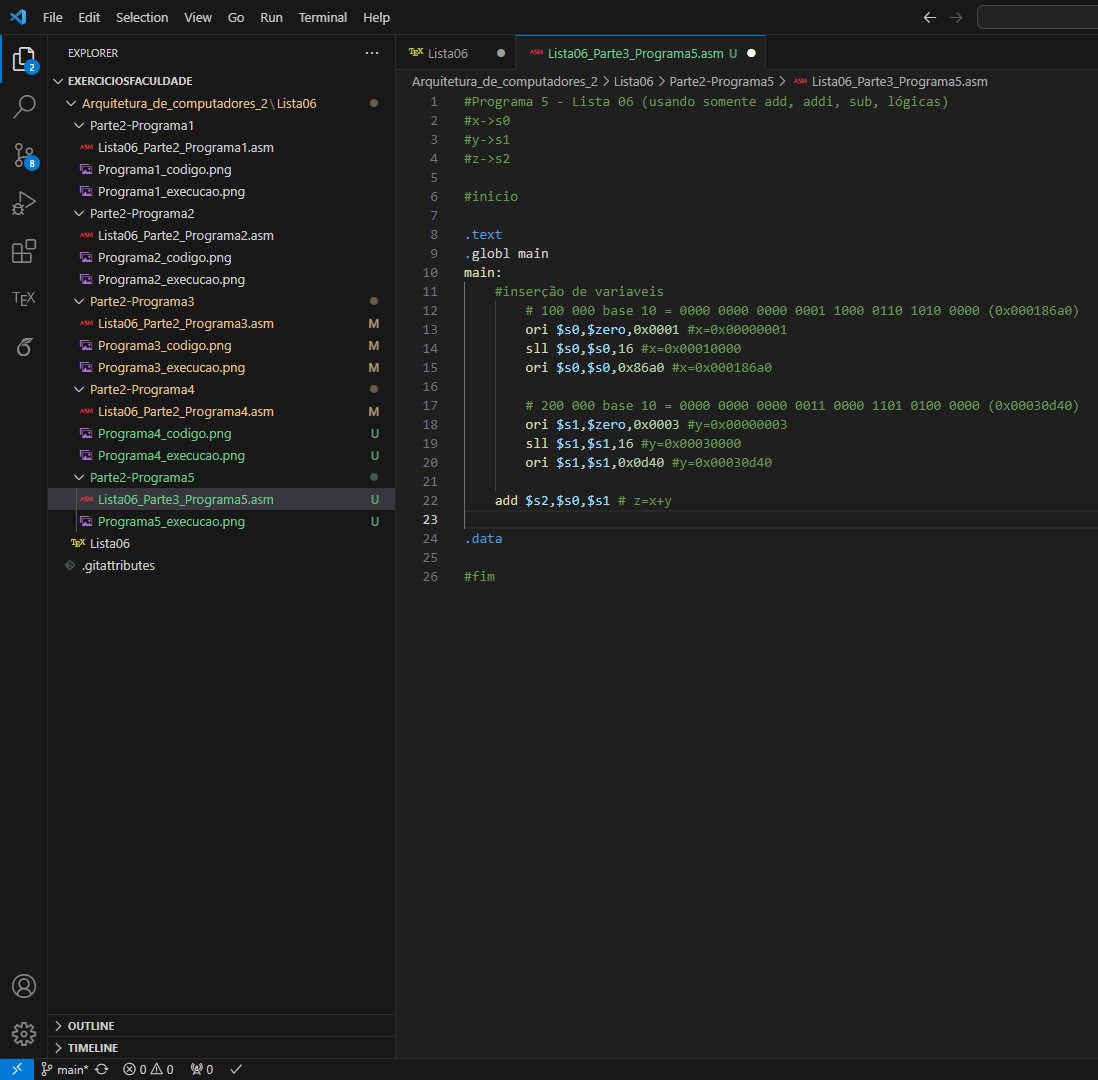 File Edit Selection View Go Run Terminal Help
EXPLORER
EXERCICIOSFACULDADE
Arquitetura_de_computadores_2\Lista06
Parte2-Programa1
ASM Lista06_Parte2_Programa1.asm
Programa1_codigo.png
Programa1_execucao.png
Parte2-Programa2
ASM Lista06_Parte2_Programa2.asm
Programa2_codigo.png
Programa2_execucao.png
Parte2-Programa3
ASM Lista06_Parte2_Programa3.asm M
Programa3_codigo.png M
Programa3_execucao.png M
Parte2-Programa4
ASM Lista06_Parte2_Programa4.asm M
Programa4_codigo.png U
Programa4_execucao.png U
Parte2-Programa5
ASM Lista06_Parte3_Programa5.asm U
Programa5_execucao.png U
TEX Lista06
.gitattributes
OUTLINE
TIMELINE
2
8
TEX
TEX Lista06
ASM Lista06_Parte3_Programa5.asm U
Arquitetura_de_computadores_2 > Lista06 > Parte2-Programa5 > ASM Lista06_Parte3_Programa5.asm
1 #Programa 5 - Lista 06 (usando somente add, addi, sub, lógicas)
2 #x->s0
3 #y->s1
4 #z->s2
5
6 #inicio
7
8 .text
9 .globl main
10 main:
11 #inserção de variaveis
12 # 100 000 base 10 = 0000 0000 0000 0001 1000 0110 1010 0000 (0x000186a0)
13 ori $s0,$zero,0x0001 #x=0x00000001
14 sll $s0,$s0,16 #x=0x00010000
15 ori $s0,$s0,0x86a0 #x=0x000186a0
16
17 # 200 000 base 10 = 0000 0000 0000 0011 0000 1101 0100 0000 (0x00030d40)
18 ori $s1,$zero,0x0003 #y=0x00000003
19 sll $s1,$s1,16 #y=0x00030000
20 ori $s1,$s1,0x0d40 #y=0x00030d40
21
22 add $s2,$s0,$s1 # z=x+y
23
24 .data
25
26 #fim
main* 0 0 0